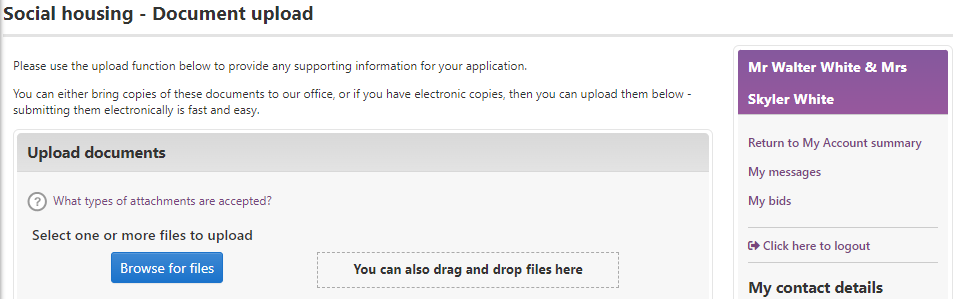 Social housing - Document upload
Please use the upload function below to provide any supporting information for your application.
You can either bring copies of these documents to our office, or if you have electronic copies, then you can upload them below -
submitting them electronically is fast and easy.
Upload documents
? What types of attachments are accepted?
Select one or more files to upload
Browse for files
You can also drag and drop files here
Mr Walter White & Mrs
Skyler White
Return to My Account summary
My messages
My bids
Click here to logout
My contact details